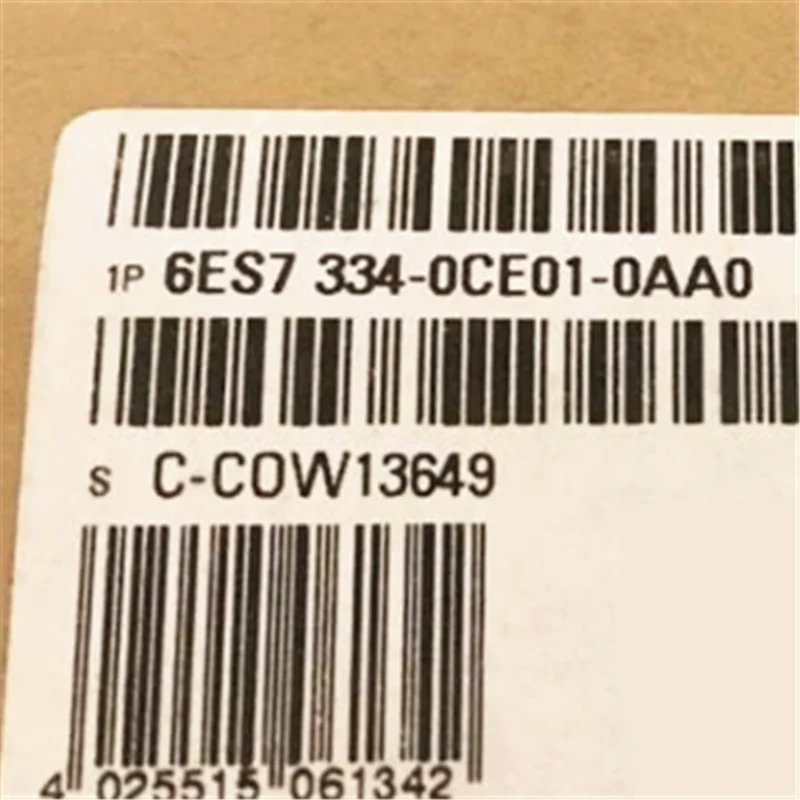 1P 6ES7 334-0CE01-0AA0
S C-COW13649
4 025515 061342